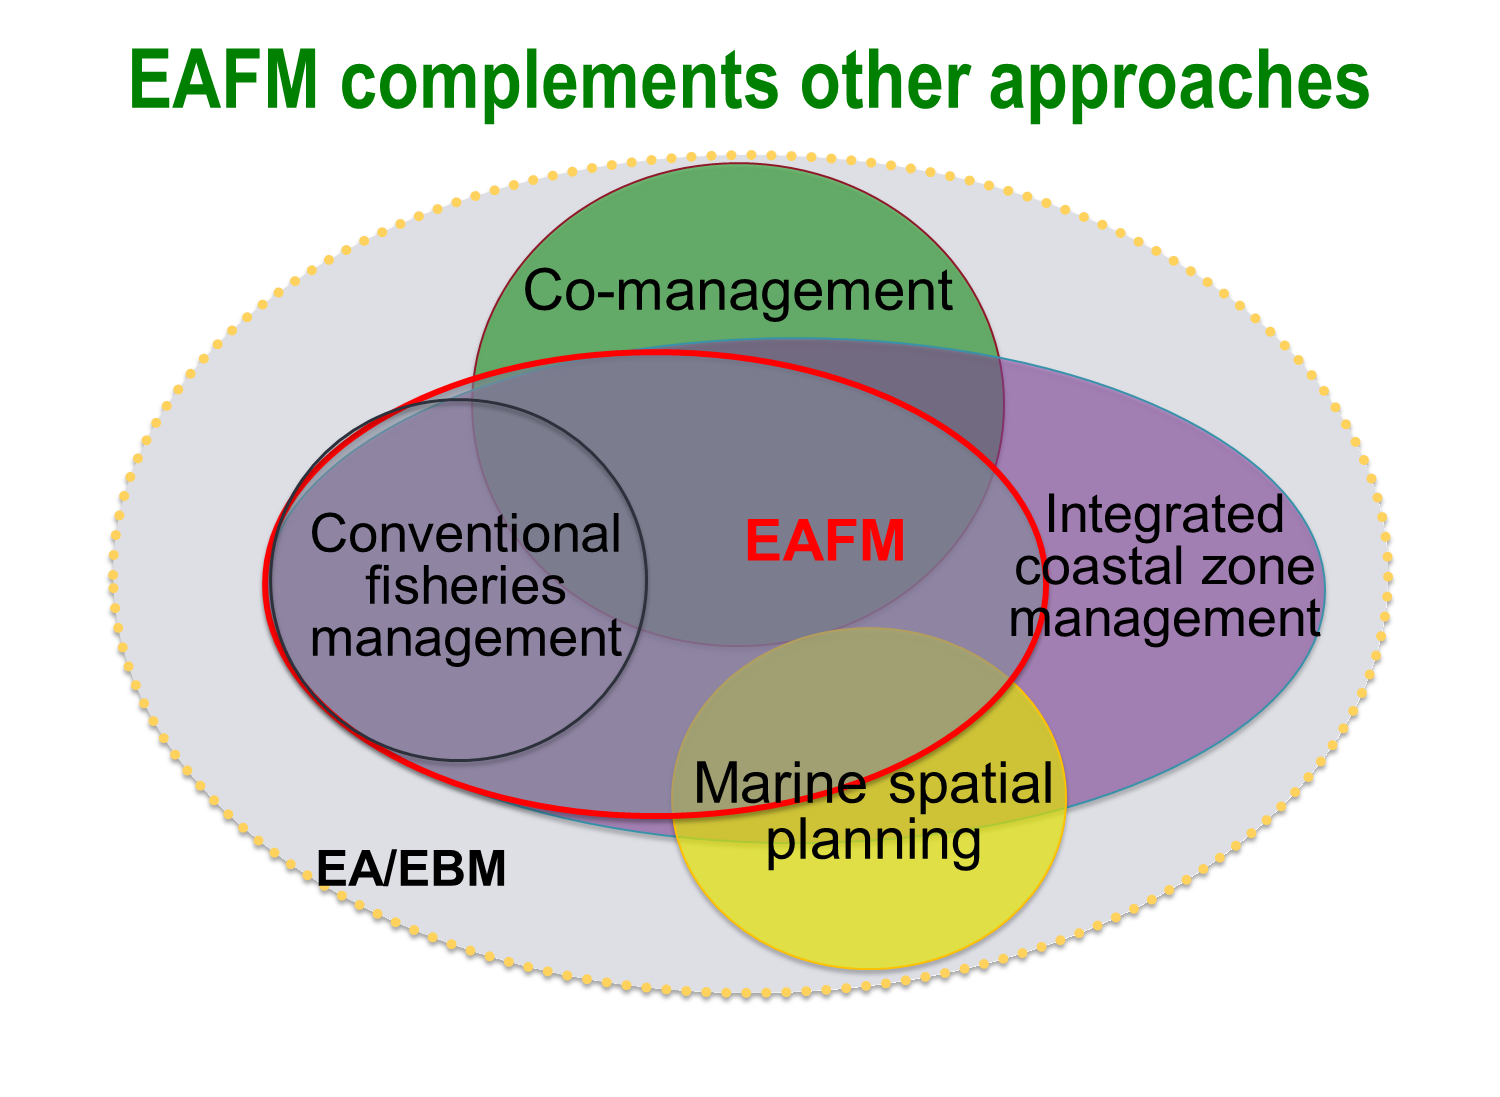 EAFM complements other approaches
Co-management
Conventional
fisheries
management
EAFM
Integrated
coastal zone
management
Marine spatial
planning
EA/EBM